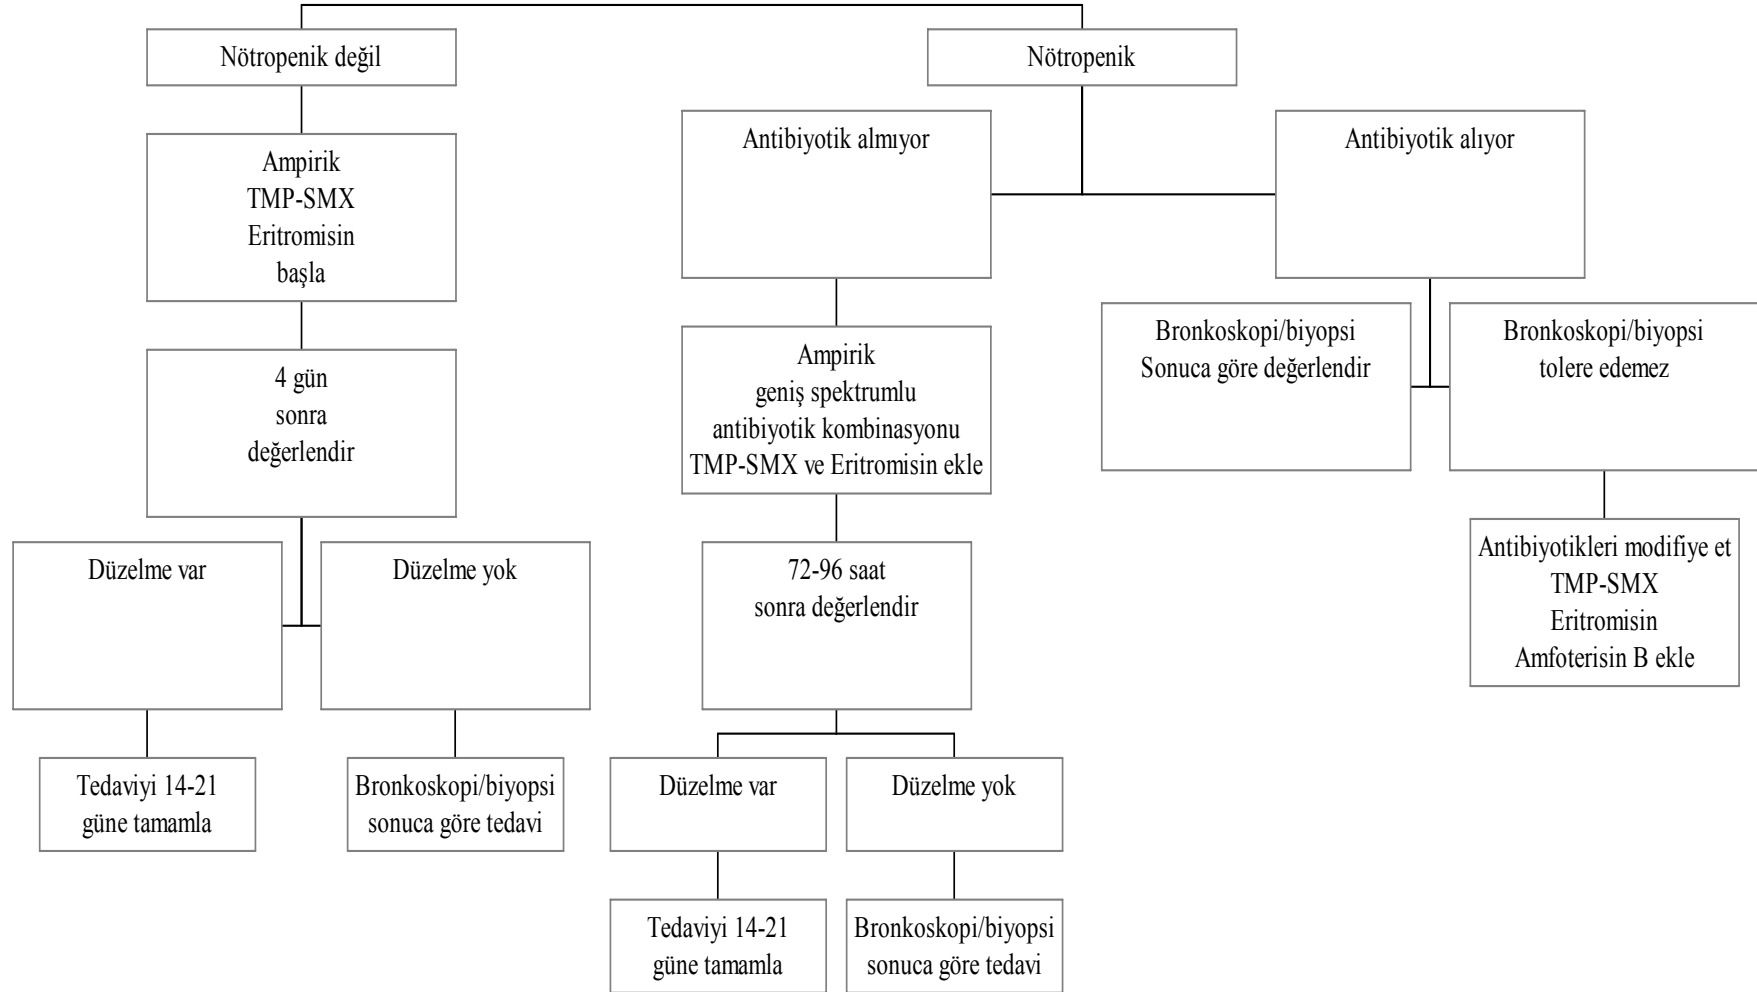 Nötropenik değil
Nötropenik
Ampirik
TMP-SMX
Eritromisin
başla
4 gün
sonra
değerlendir
Düzelme var
Düzelme yok
Tedaviyi 14-21
güne tamamla
Bronkoskopi/biyopsi
sonuca göre tedavi
Antibiyotik almıyor
Antibiyotik alıyor
Ampirik
geniş spektrumlu
antibiyotik kombinasyonu
TMP-SMX ve Eritromisin ekle
72-96 saat
sonra değerlendir
Düzelme var
Düzelme yok
Tedaviyi 14-21
güne tamamla
Bronkoskopi/biyopsi
sonuca göre tedavi
Bronkoskopi/biyopsi
Sonuca göre değerlendir
Bronkoskopi/biyopsi
tolere edemez
Antibiyotikleri modifiye et
TMP-SMX
Eritromisin
Amfoterisin B ekle